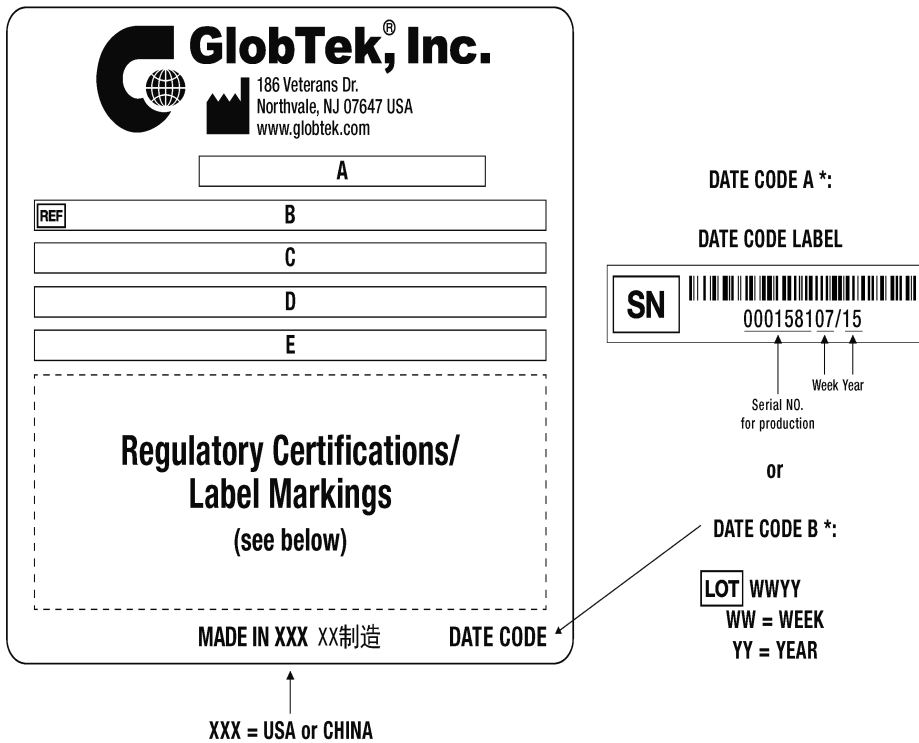 GlobTek,® Inc.
186 Veterans Dr.
Northvale, NJ 07647 USA
www.globtek.com
A
REF B
C
D
E
Regulatory Certifications/
Label Markings
(see below)
MADE IN XXX XX制造 DATE CODE
XXX = USA or CHINA
DATE CODE A *:
DATE CODE LABEL
SN
000158107/15
Week Year
Serial NO.
for production
or
DATE CODE B *:
LOT WWYY
WW = WEEK
YY = YEAR